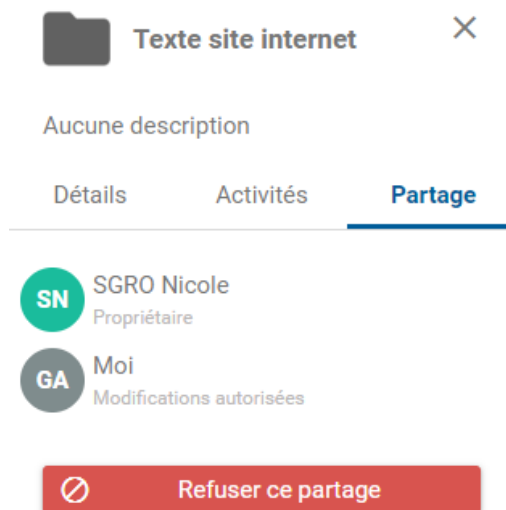 Texte site internet
Aucune description
Détails Activités Partage
SN SGRO Nicole
Propriétaire
GA Moi
Modifications autorisées
Refuser ce partage